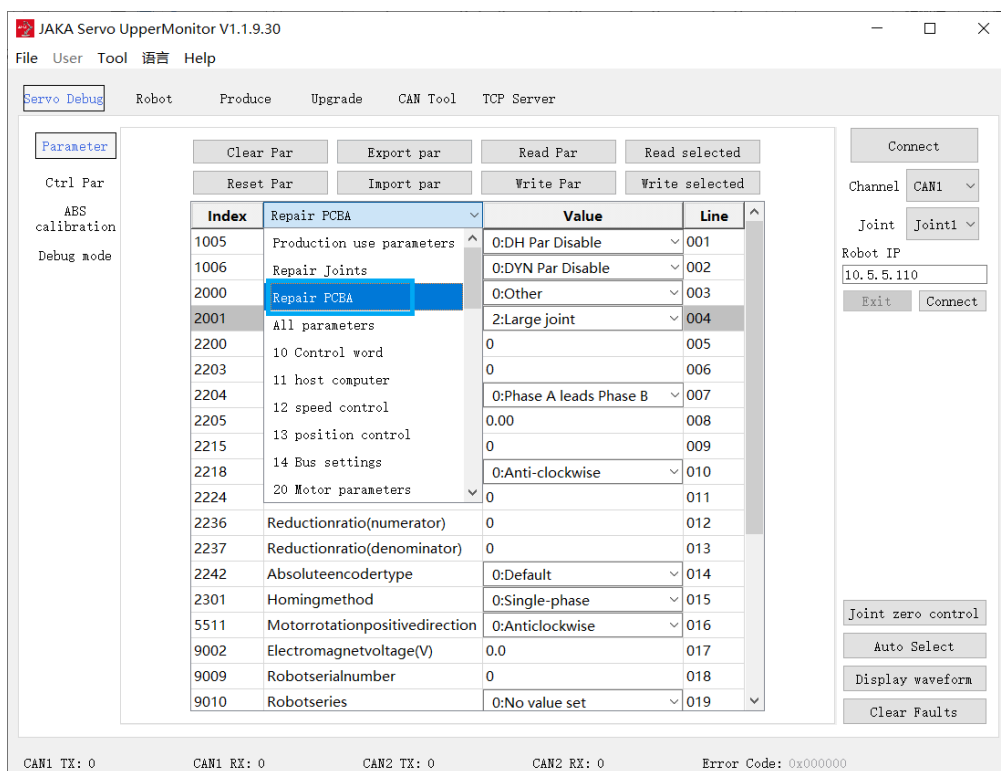 JAKA Servo UpperMonitor V1.1.9.30
File User Tool 语言 Help
Servo Debug Robot Produce Upgrade CAN Tool TCP Server
Parameter
Ctrl Par
ABS
calibration
Debug mode
Clear Par Export par Read Par Read selected
Reset Par Import par Write Par Write selected
Index Repair PCBA Value Line
1005 Production use parameters 0:DH Par Disable 001
1006 Repair Joints 0:DYN Par Disable 002
2000 Repair PCBA 0:Other 003
2001 All parameters 2:Large joint 004
2200 10 Control word 0 005
2203 11 host computer 0 006
2204 12 speed control 0:Phase A leads Phase B 007
2205 13 position control 0.00 008
2215 14 Bus settings 0 009
2218 20 Motor parameters 0:Anti-clockwise 010
2224 0 011
2236 Reductionratio(numerator) 0 012
2237 Reductionratio(denominator) 0 013
2242 Absoluteencodertype 0:Default 014
2301 Homingmethod 0:Single-phase 015
5511 Motorrotationpositivedirection 0:Anticlockwise 016
9002 Electromagnetvoltage(V) 0.0 017
9009 Robotserialnumber 0 018
9010 Robotseries 0:No value set 019
Connect
Channel CAN1
Joint Joint1
Robot IP
10.5.5.110
Exit Connect
Joint zero control
Auto Select
Display waveform
Clear Faults
CAN1 TX: 0 CAN1 RX: 0 CAN2 TX: 0 CAN2 RX: 0 Error Code: 0x000000